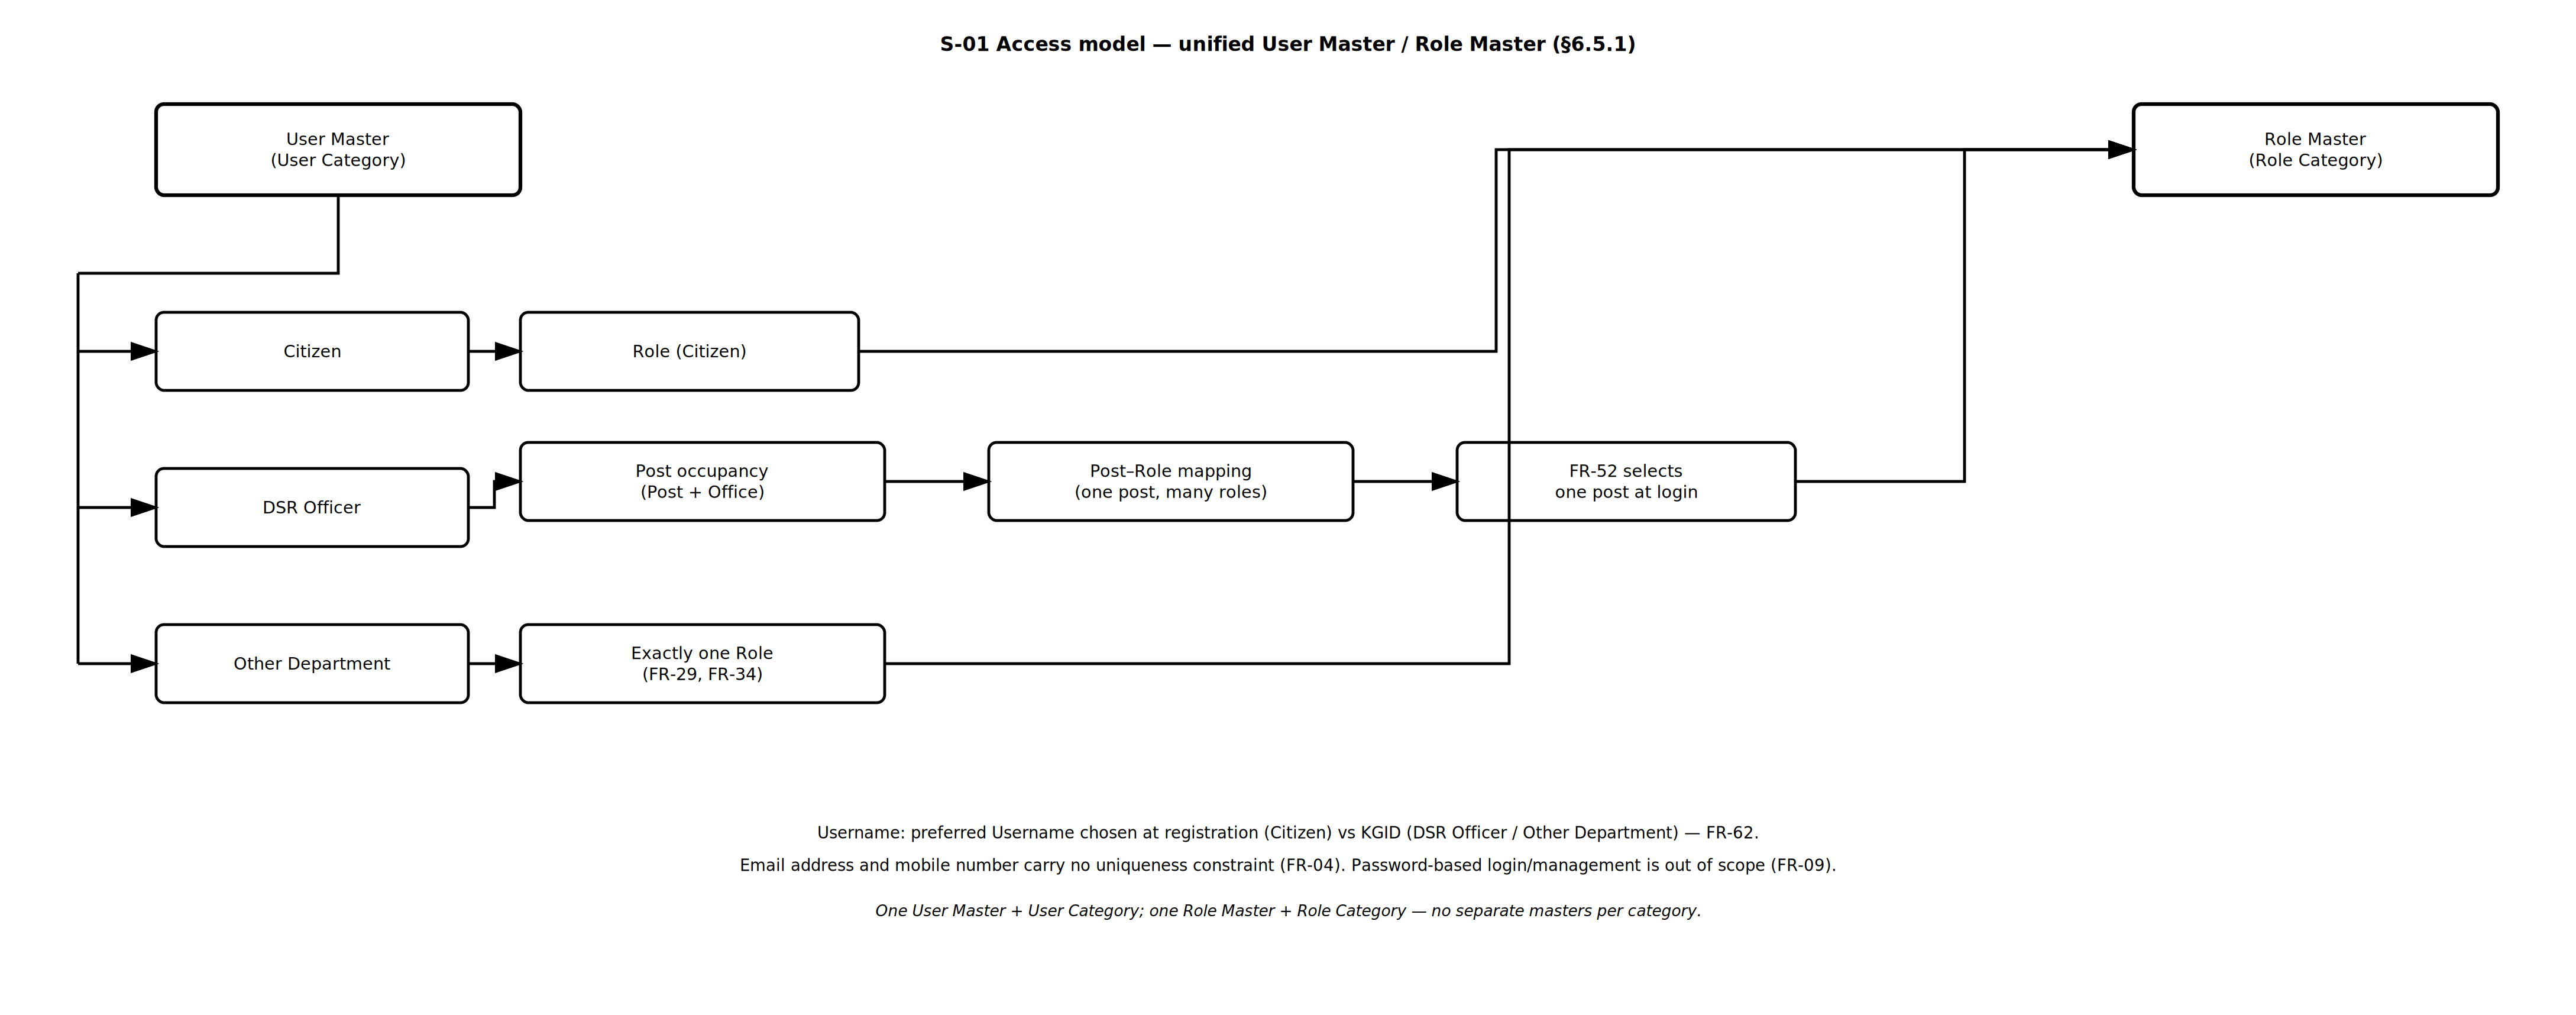 S-01 Access model — unified User Master / Role Master (§6.5.1)
User Master
(User Category)
Role Master
(Role Category)
Citizen
Role (Citizen)
DSR Officer
Post occupancy
(Post + Office)
Post–Role mapping
(one post, many roles)
FR-52 selects
one post at login
Other Department
Exactly one Role
(FR-29, FR-34)
Username: preferred Username chosen at registration (Citizen) vs KGID (DSR Officer / Other Department) — FR-62.
Email address and mobile number carry no uniqueness constraint (FR-04). Password-based login/management is out of scope (FR-09).
One User Master + User Category; one Role Master + Role Category — no separate masters per category.